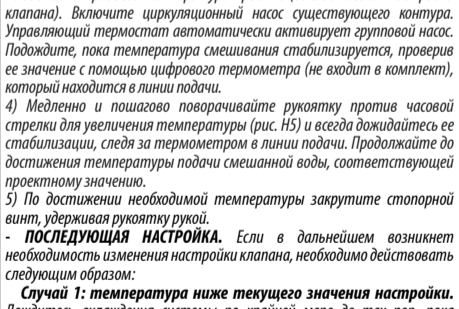 клапана). Включите циркуляционный насос существующего контура.
Управляющий термостат автоматически активирует групповой насос.
Подождите, пока температура смешивания стабилизируется, проверив
ее значение с помощью цифрового термометра (не входит в комплект),
который находится в линии подачи.
4) Медленно и пошагово поворачивайте рукоятку против часовой
стрелки для увеличения температуры (рис. H5) и всегда дожидайтесь ее
стабилизации, следя за термометром в линии подачи. Продолжайте до
достижения температуры подачи смешанной воды, соответствующей
проектному значению.
5) По достижении необходимой температуры закрутите стопорной
винт, удерживая рукоятку рукой.
- ПОСЛЕДУЮЩАЯ НАСТРОЙКА. Если в дальнейшем возникнет
необходимость изменения настройки клапана, необходимо действовать
следующим образом:
Случай 1: температура ниже текущего значения настройки.